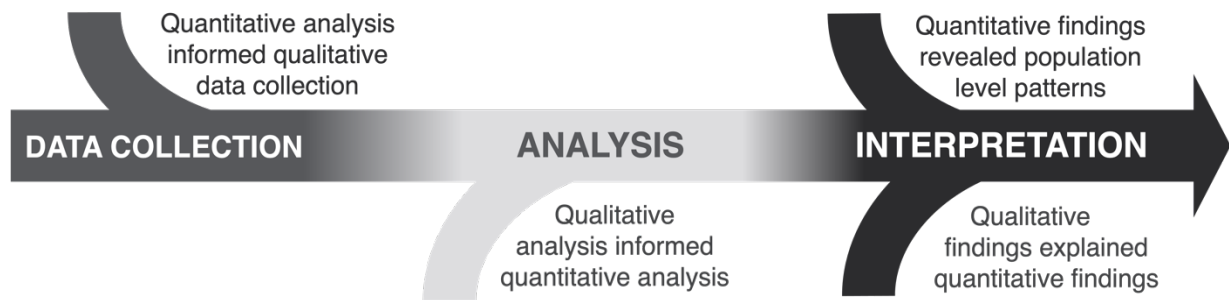 Quantitative analysis
informed qualitative
data collection
Quantitative findings
revealed population
level patterns
DATA COLLECTION
ANALYSIS
INTERPRETATION
Qualitative
analysis informed
quantitative analysis
Qualitative
findings explained
quantitative findings